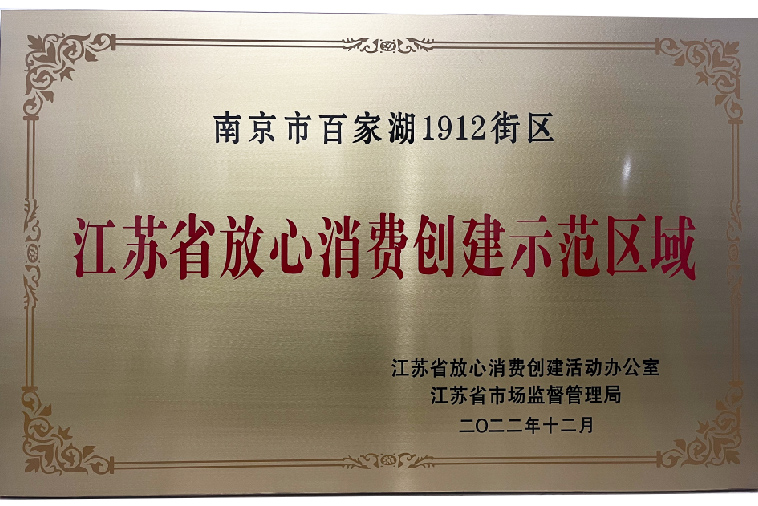 南京市百家湖1912街区
江苏省放心消费创建示范区域
江苏省放心消费创建活动办公室
江苏省市场监督管理局
二〇二二年十二月